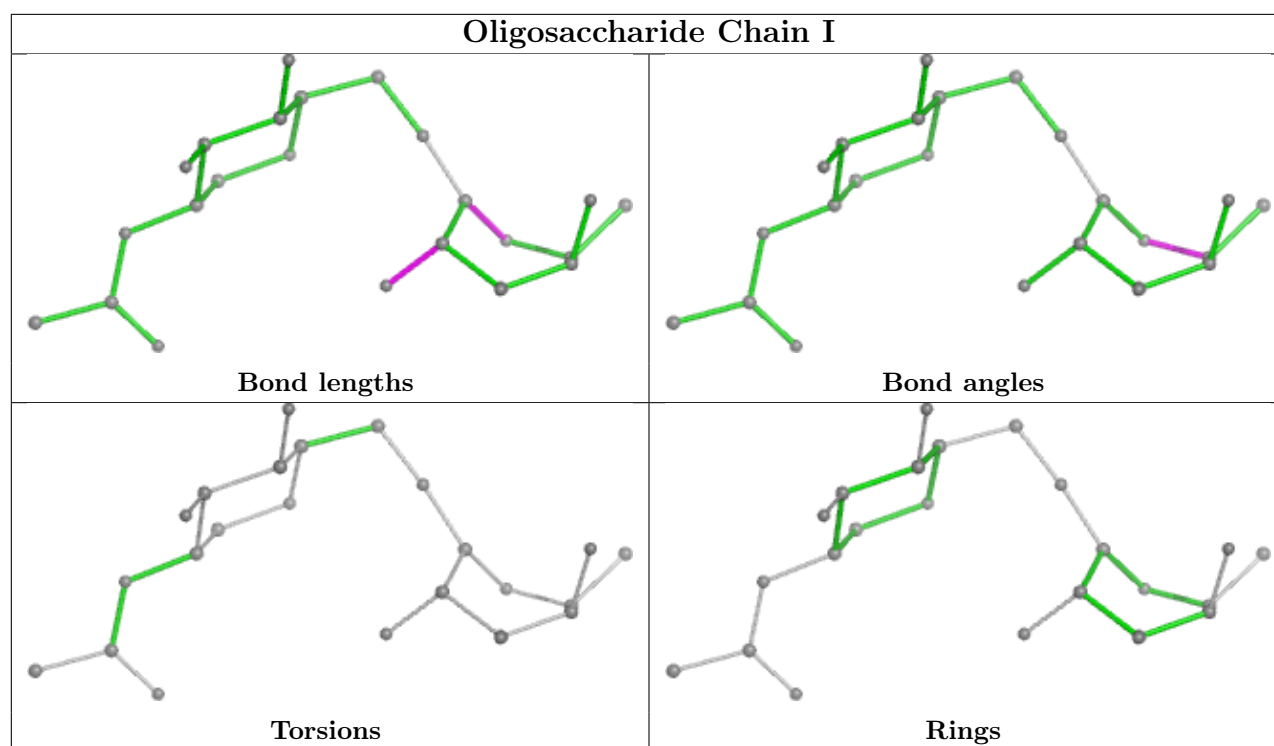 Oligosaccharide Chain I
Bond lengths
Bond angles
Torsions
Rings